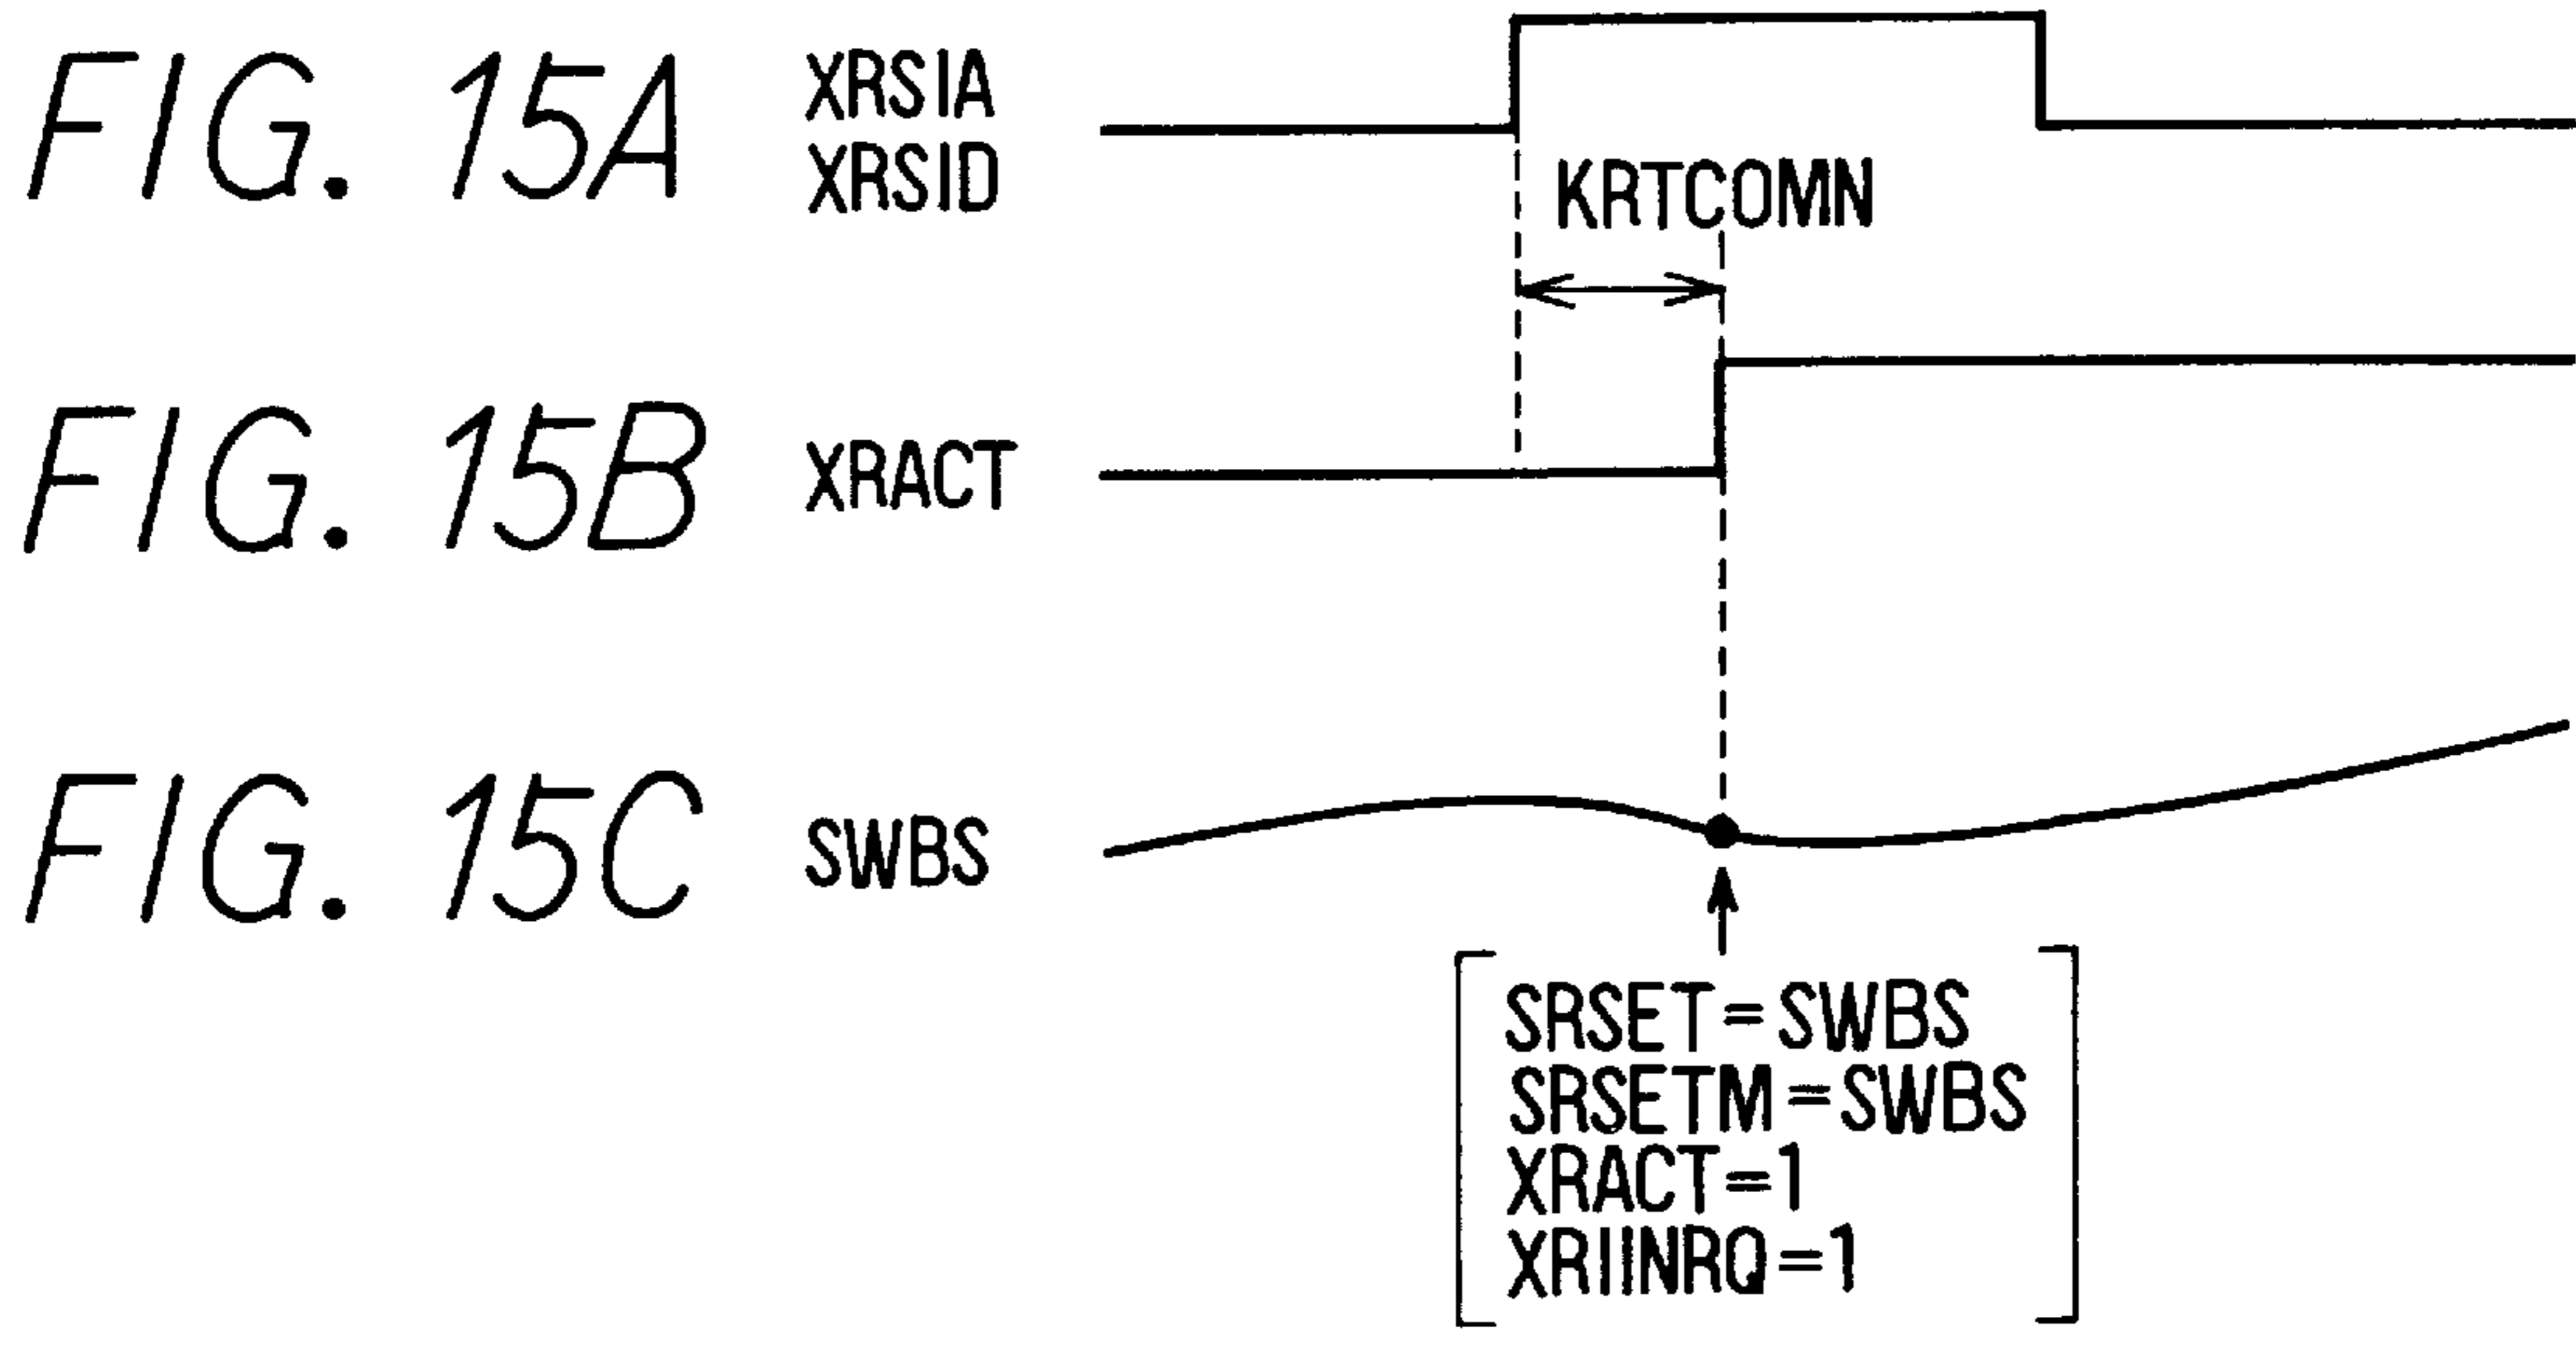 FIG. 15A
XRSIA
XRSID
KRTCOMN
FIG. 15B
XRACT
FIG. 15C
SWBS
SRSET=SWBS
SRSETM=SWBS
XRACT=1
XRIINRQ=1